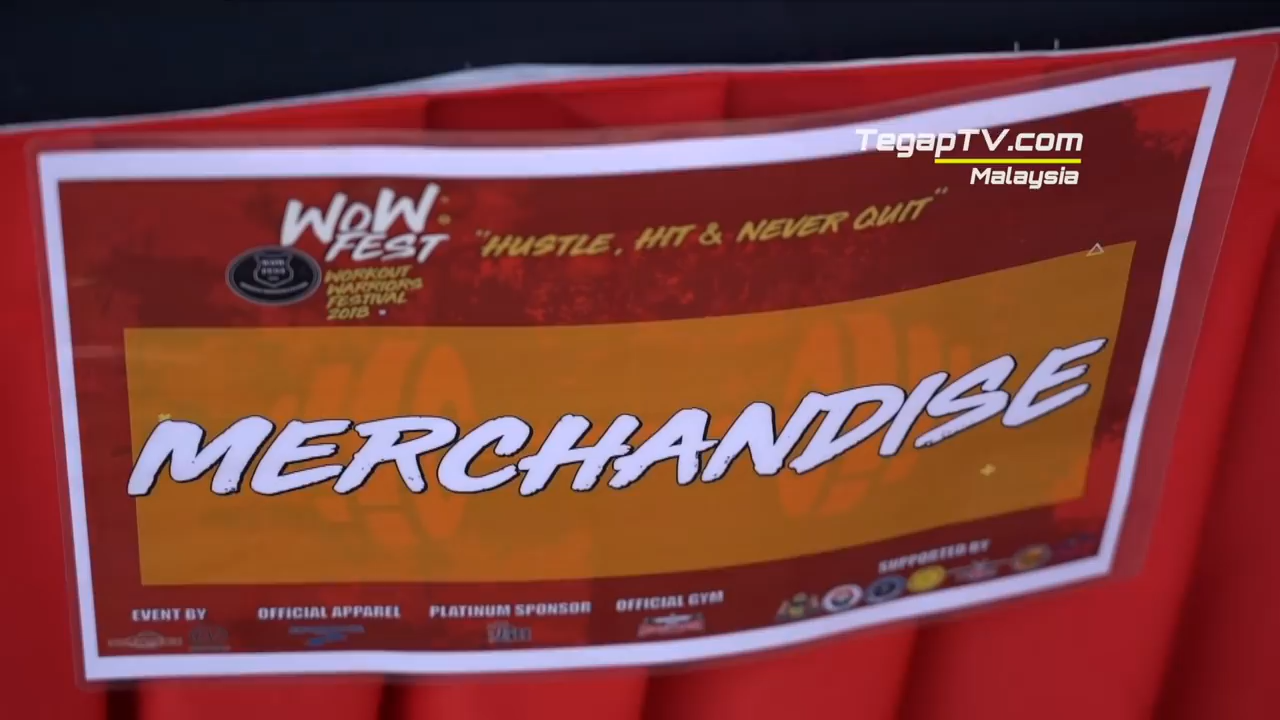 TegapTV.com
Malaysia
WoW
FEST
WORKOUT
WARRIORS
FESTIVAL
2018
"HUSTLE, HIT & NEVER QUIT"
MERCHANDISE
EVENT BY
OFFICIAL APPAREL
PLATINUM SPONSOR
OFFICIAL GYM
SUPPORTED BY